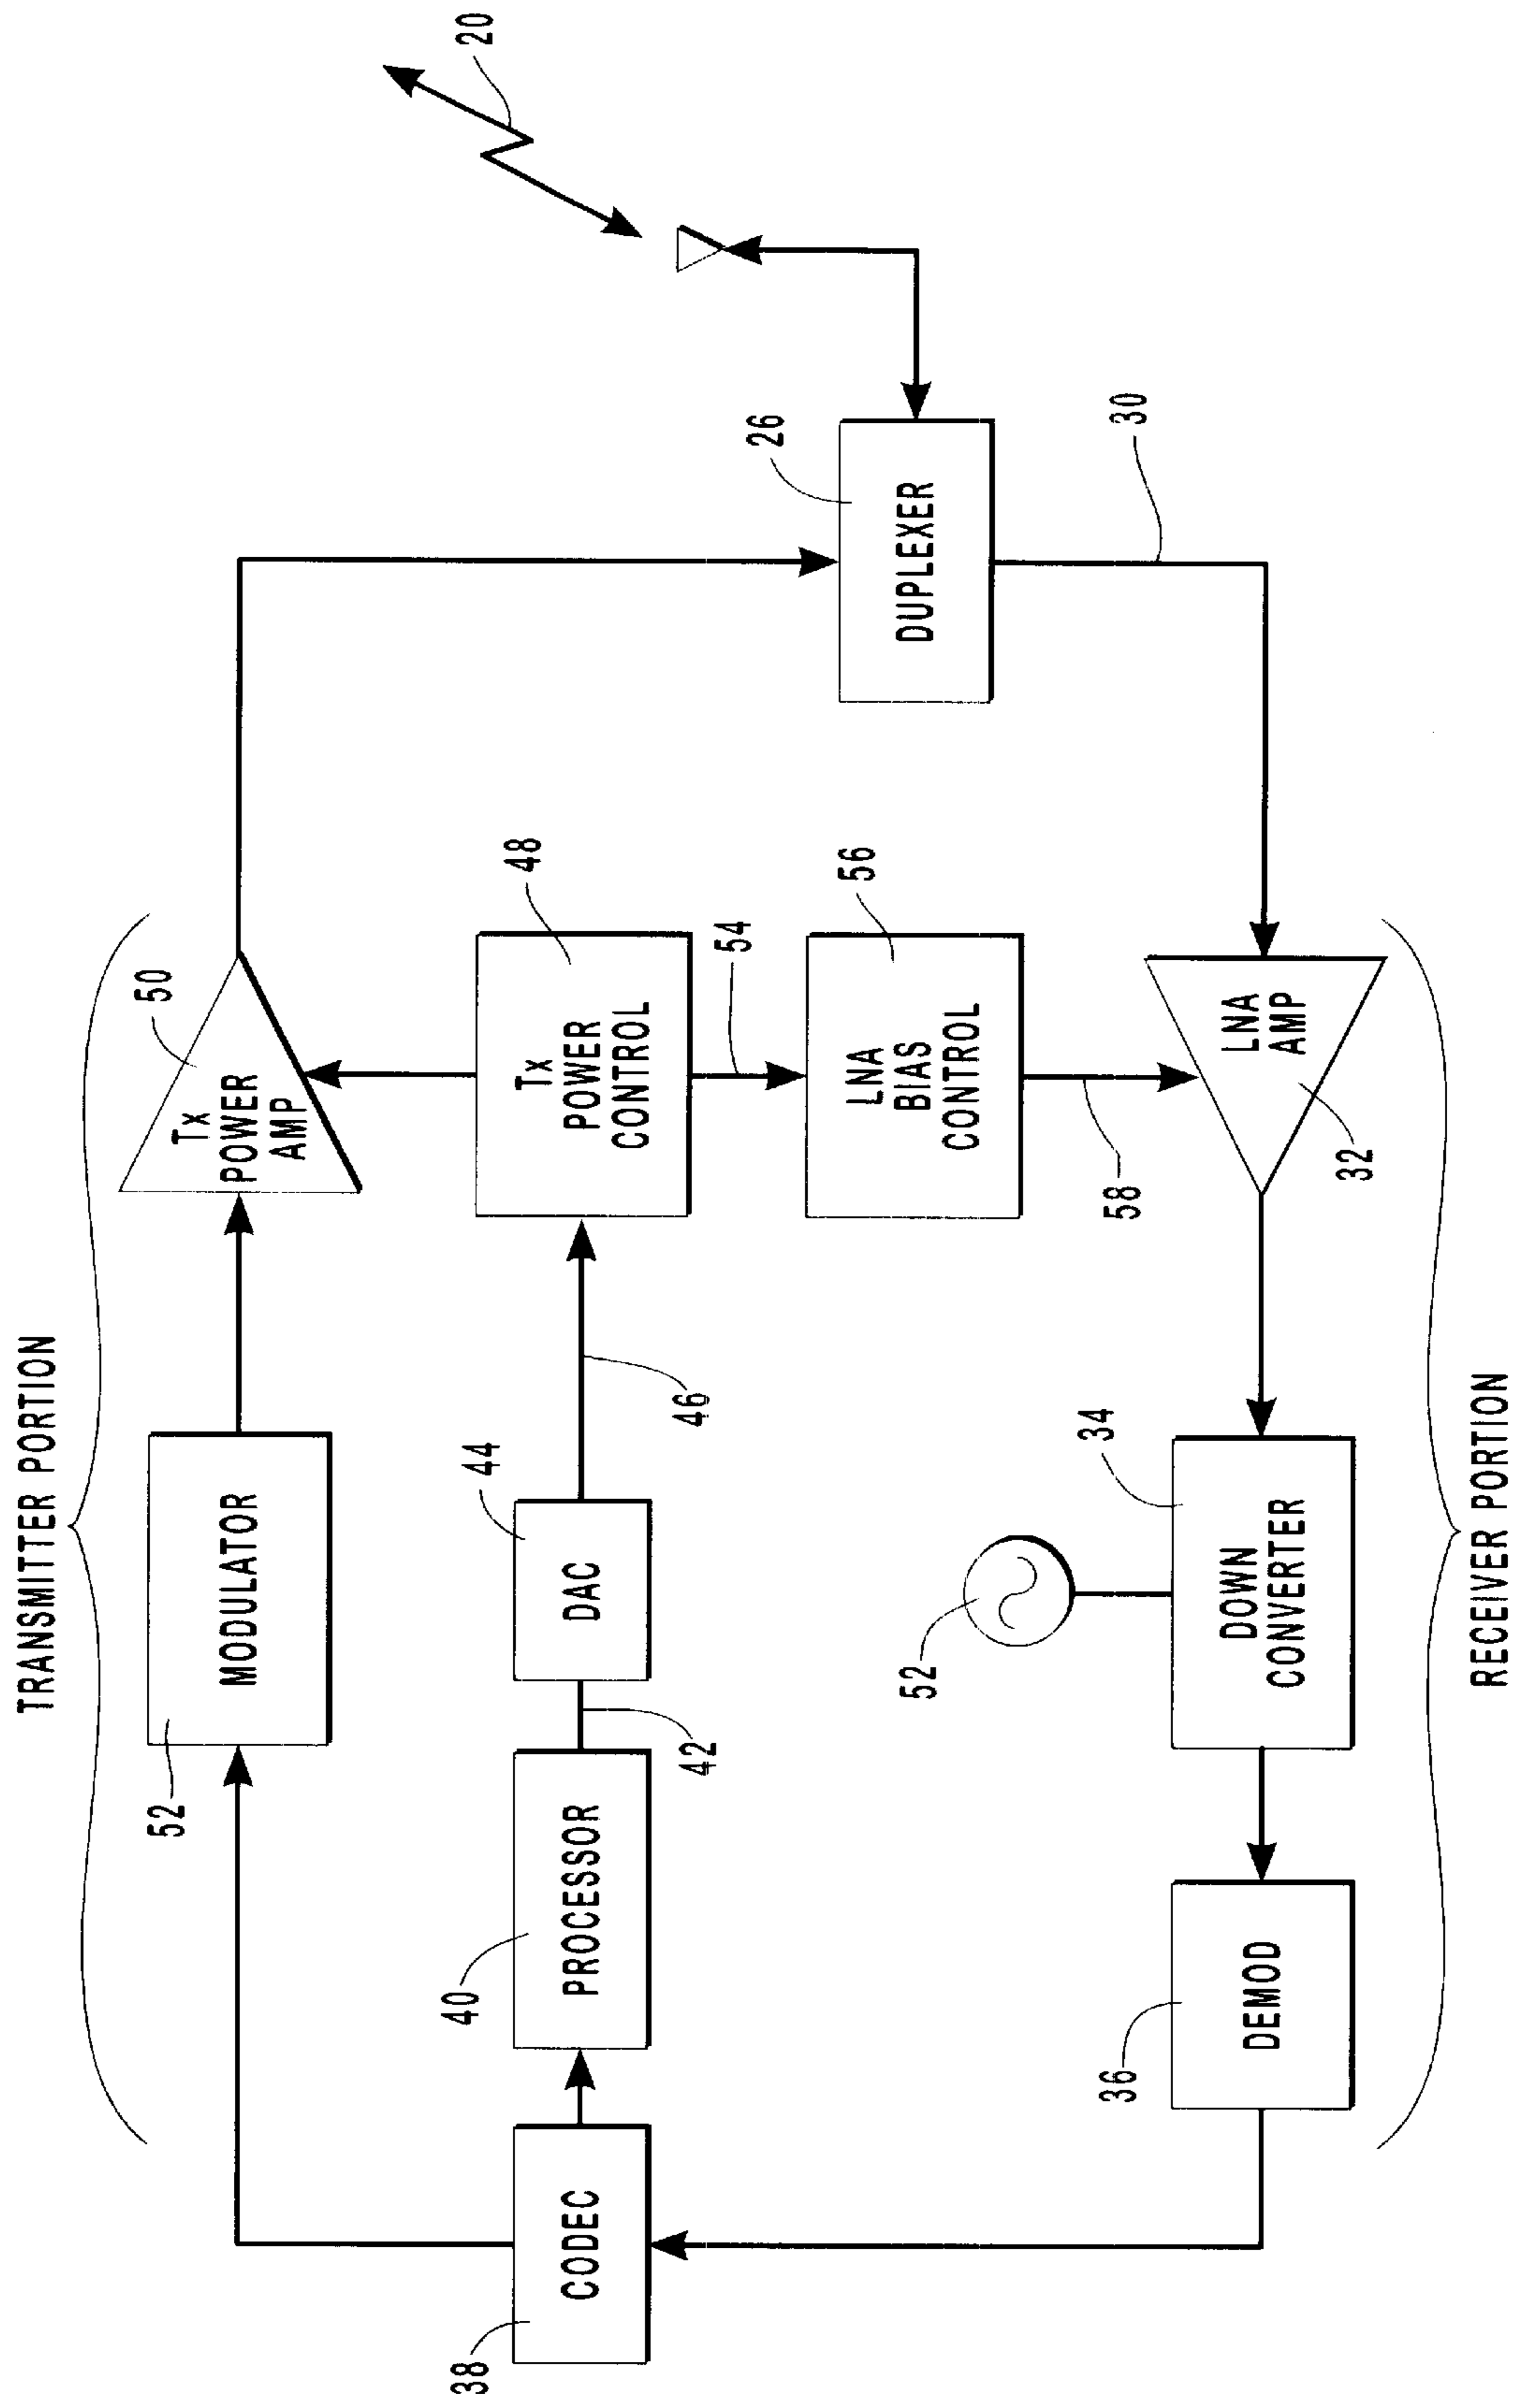 TRANSMITTER PORTION
52
MODULATOR
50
Tx
POWER
AMP
20
38
CODEC
40
PROCESSOR
42
44
DAC
46
48
Tx
POWER
CONTROL
54
56
LNA
BIAS
CONTROL
58
26
DUPLEXER
30
36
DEMOD
52
34
DOWN
CONVERTER
32
LNA
AMP
RECEIVER PORTION